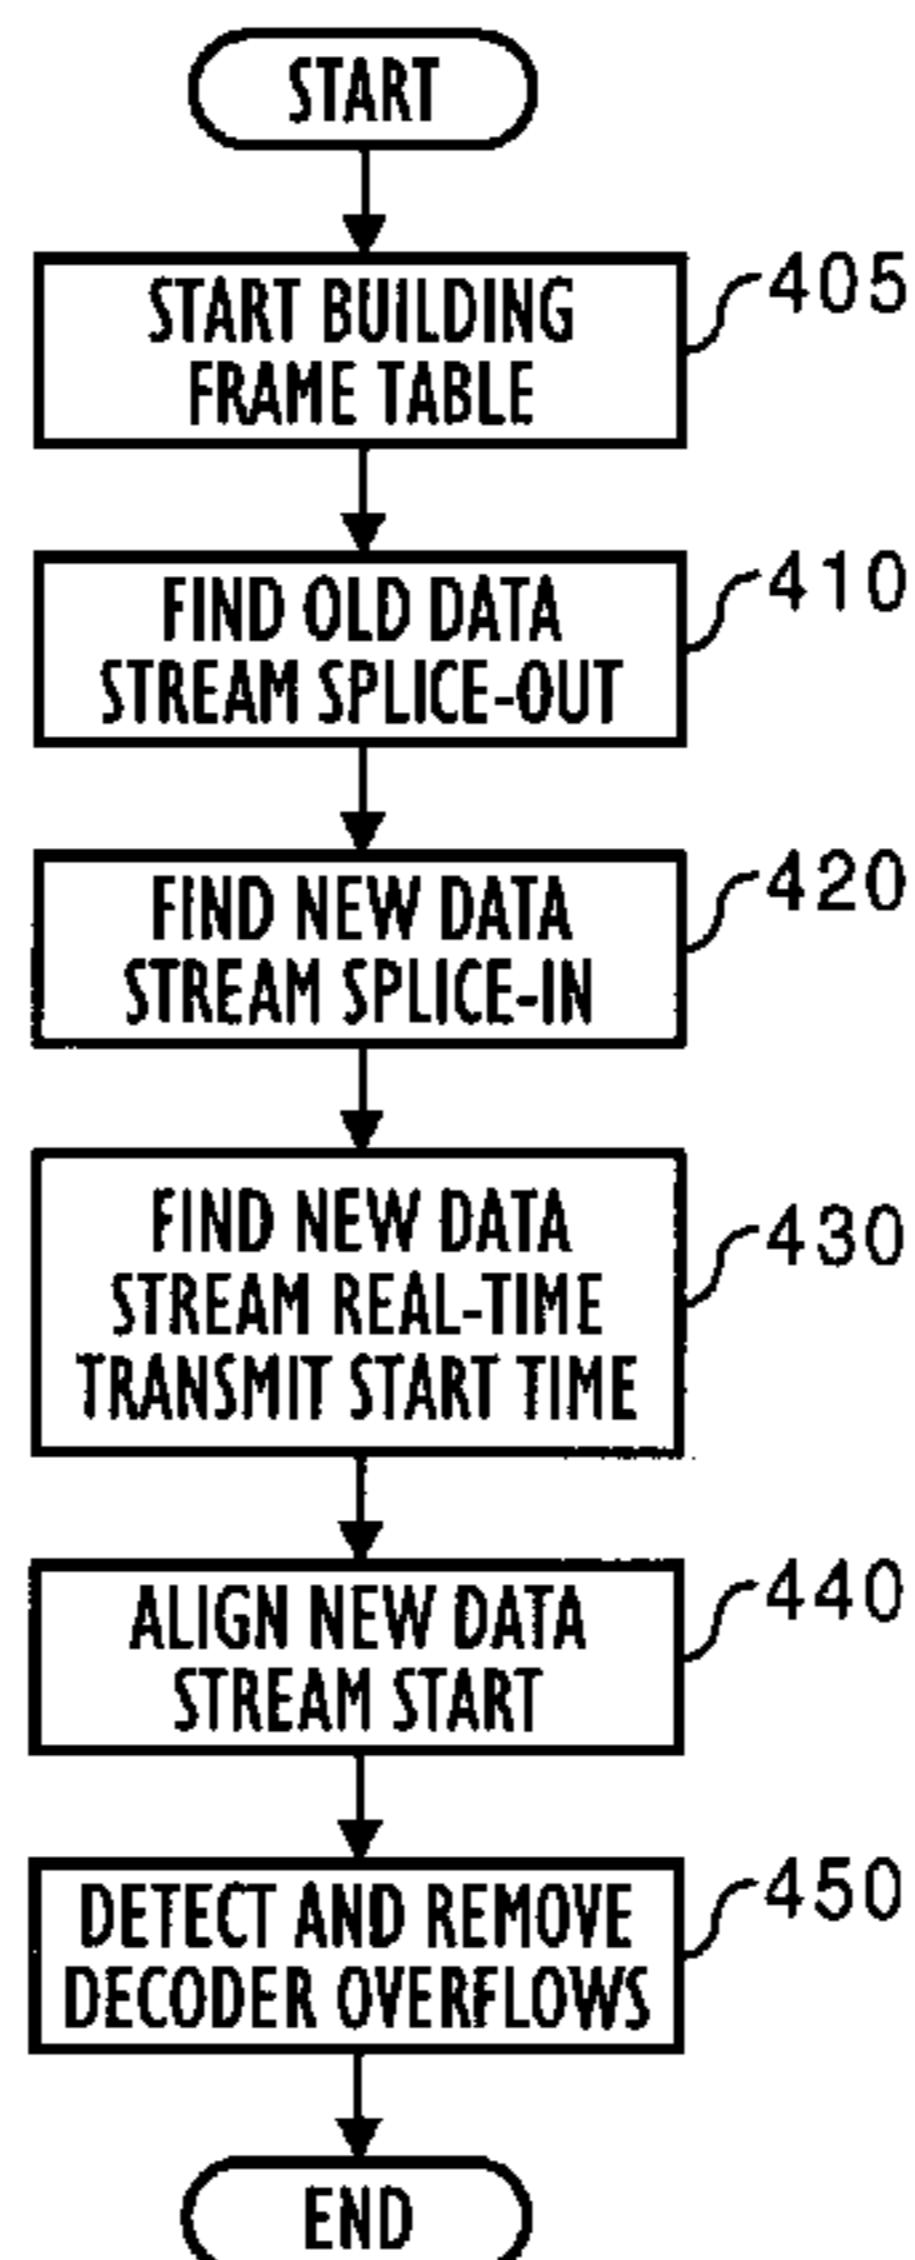 START
START BUILDING
FRAME TABLE
405
FIND OLD DATA
STREAM SPLICE-OUT
410
FIND NEW DATA
STREAM SPLICE-IN
420
FIND NEW DATA
STREAM REAL-TIME
TRANSMIT START TIME
430
ALIGN NEW DATA
STREAM START
440
DETECT AND REMOVE
DECODER OVERFLOWS
450
END